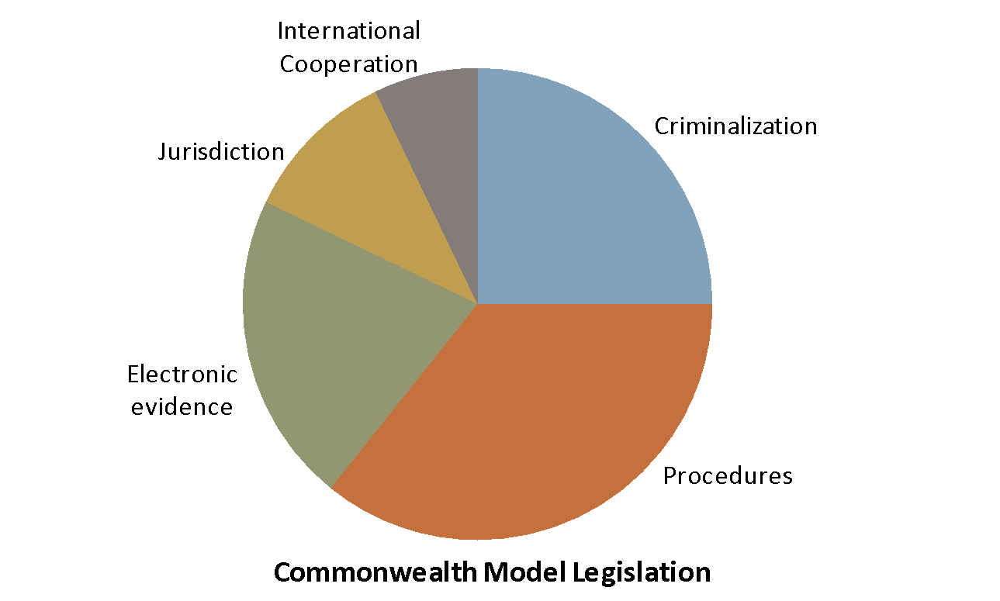 International
Cooperation
Criminalization
Jurisdiction
Electronic
evidence
Procedures
Commonwealth Model Legislation